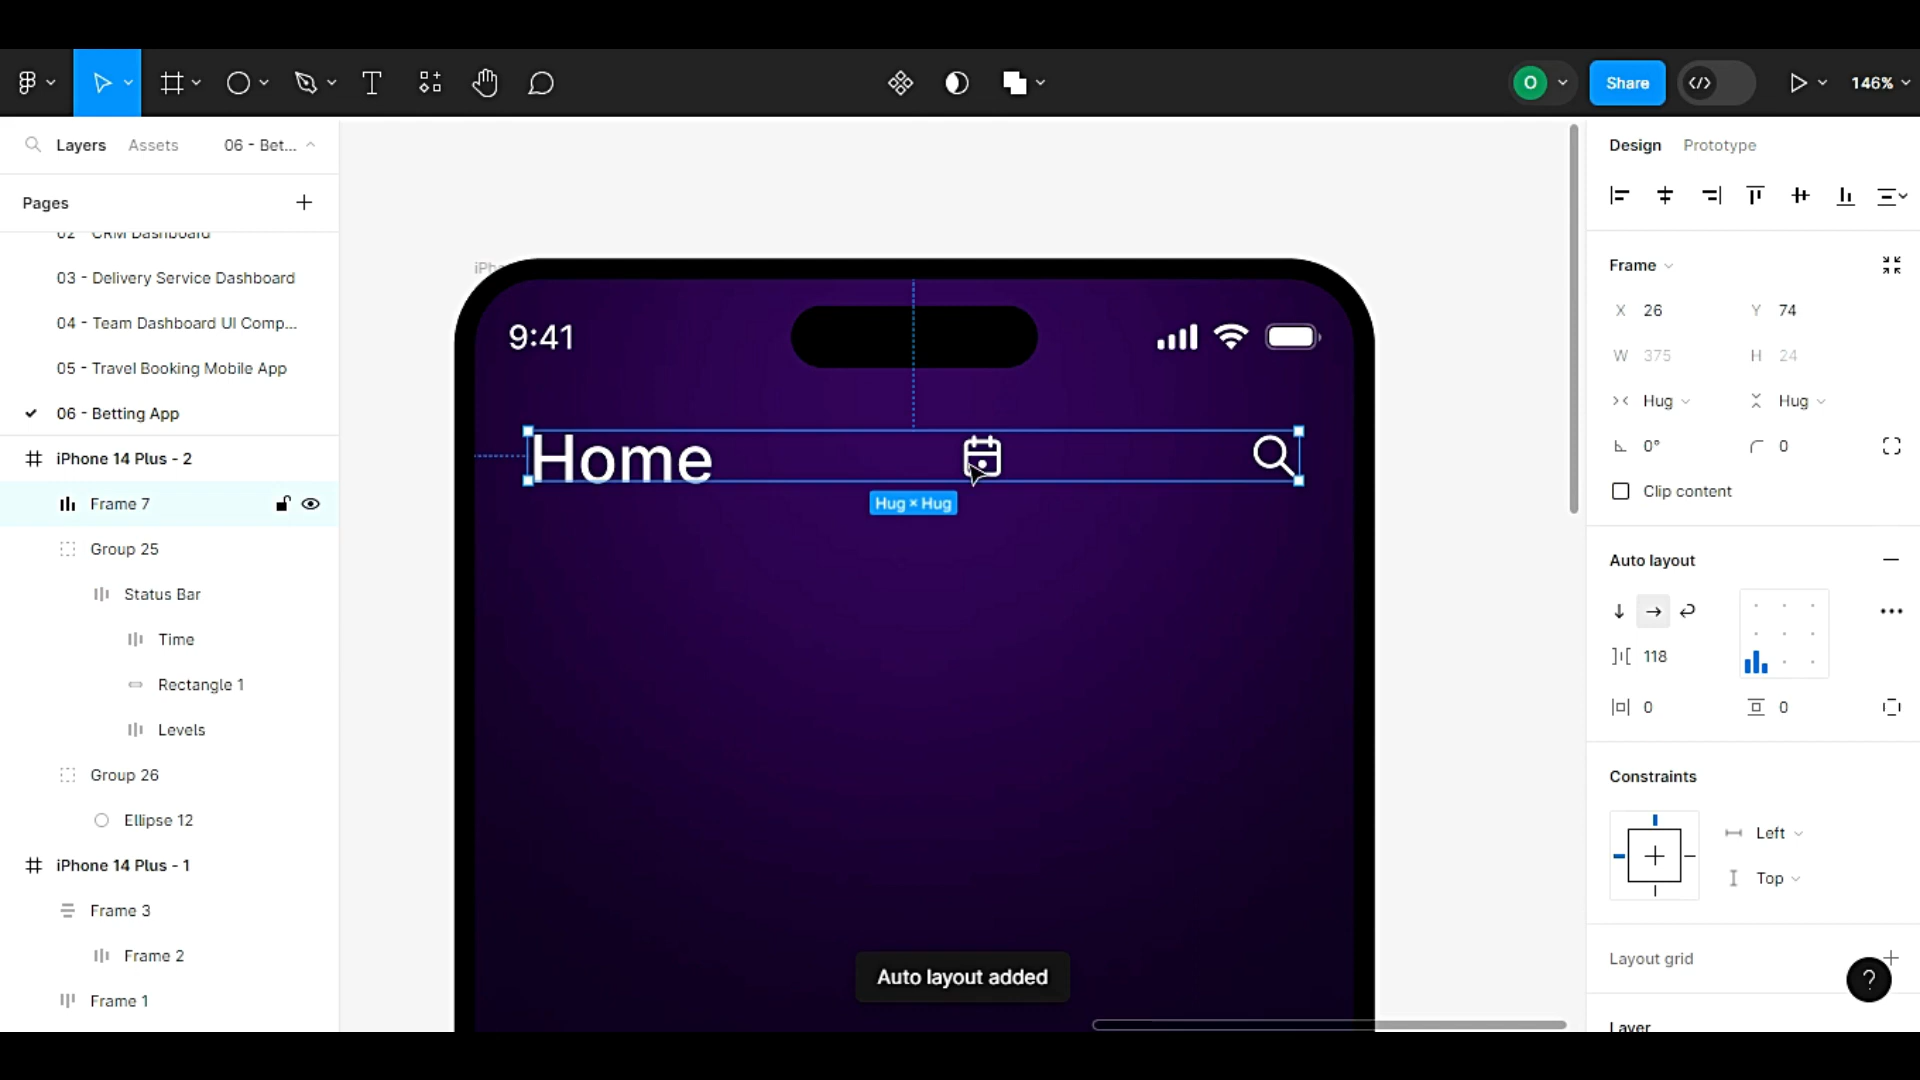 O
Share
146%
Layers
Assets
06 - Bet...
Design
Prototype
Pages
02 - CRM Dashboard
03 - Delivery Service Dashboard
04 - Team Dashboard UI Comp...
05 - Travel Booking Mobile App
06 - Betting App
iPhone 14 Plus - 2
Frame 7
Group 25
Status Bar
Time
Rectangle 1
Levels
Group 26
Ellipse 12
iPhone 14 Plus - 1
Frame 3
Frame 2
Frame 1
9:41
Home
Hug × Hug
Auto layout added
Frame
X 26 Y 74
W 375 H 24
Hug Hug
0° 0
Clip content
Auto layout
118
0 0
Constraints
Left
Top
Layout grid
?
Layer